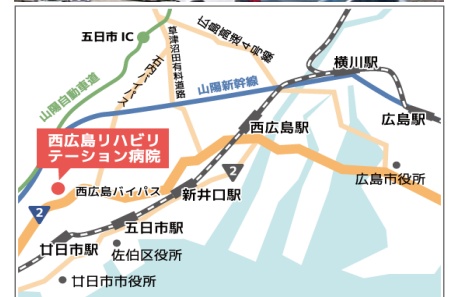 五日市 IC
草津沼田有料道路
広島高速4号線
石内バイパス
横川駅
山陽自動車道
山陽新幹線
広島駅
西広島駅
西広島リハビリ
テーション病院
広島市役所
2
西広島バイパス
新井口駅
2
五日市駅
廿日市駅
佐伯区役所
廿日市市役所